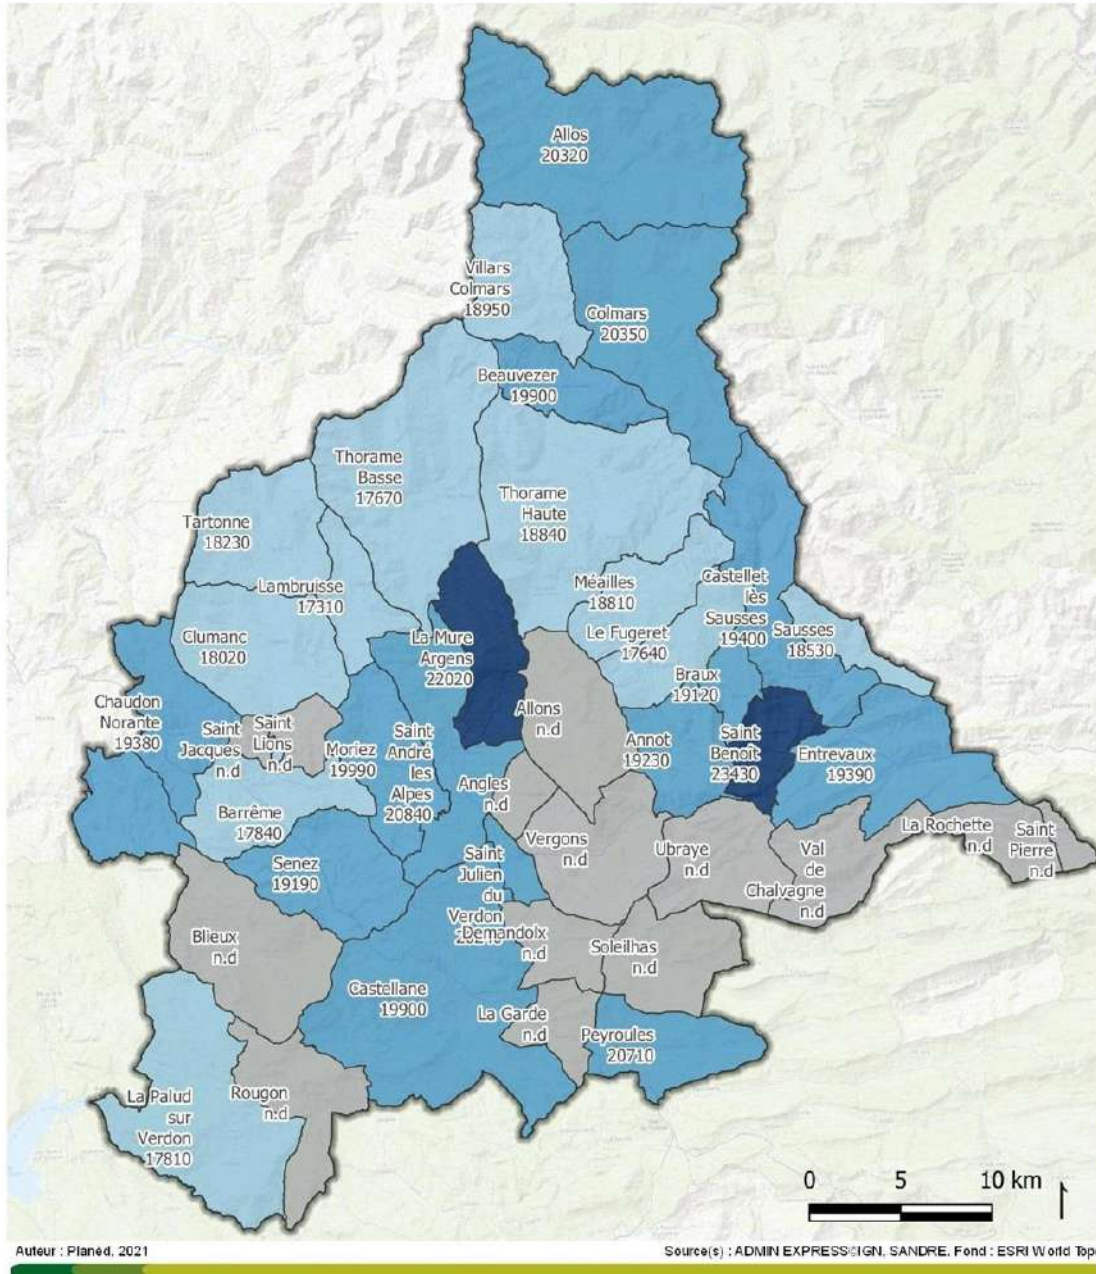 Allos
20320
Villars
Colmars
18950
Colmars
20350
Beauvezer
19900
Thorame
Basse
17670
Thorame
Haute
18840
Tartonne
18230
Lambruisse
17310
Méailles
18810
Castellet
lès
Sausses
19400
Clumanc
18020
La Mure
Argens
22020
Le Fugeret
17640
Sausses
18530
Braux
19120
Chaudon
Norante
19380
Saint
Jacques
n.d
Saint
Lions
n.d
Moriez
19990
Saint
André
les
Alpes
20840
Allons
n.d
Annot
19230
Saint
Benoît
23430
Entrevaux
19390
Angles
n.d
Barrême
17840
Vergons
n.d
Ubraye
n.d
Val
de
Chalvagne
n.d
La Rochette
n.d
Saint
Pierre
n.d
Senez
19190
Saint
Julien
du
Verdon
Demandolx
n.d
Blieux
n.d
Soleilhas
n.d
Castellane
19900
La Garde
n.d
Peyroules
20710
La Palud
sur
Verdon
17810
Rougon
n.d
0 5 10 km
Auteur : Planèd, 2021
Source(s) : ADMIN EXPRESS©IGN, SANDRE. Fond : ESRI World Topo